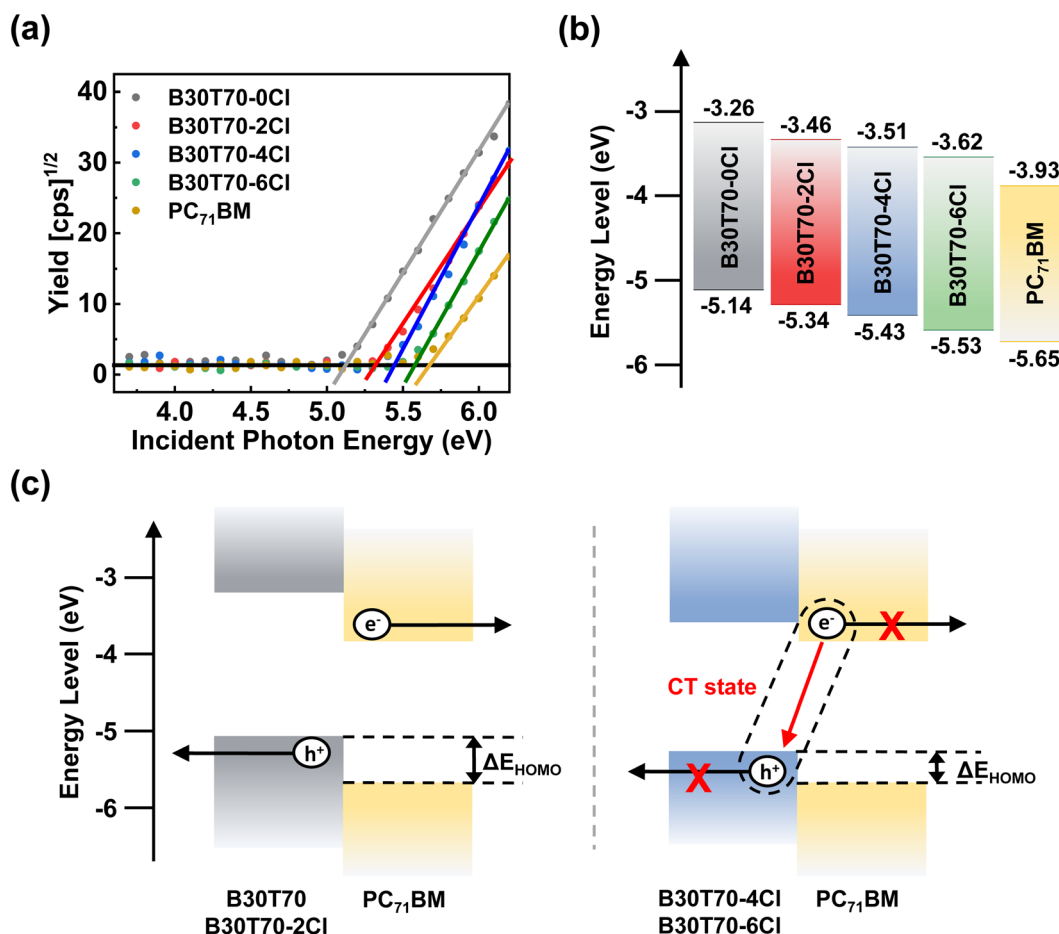 (a)
Yield [cps]^1/2
40
30
20
10
0
B30T70-0Cl
B30T70-2Cl
B30T70-4Cl
B30T70-6Cl
PC₇₁BM
4.0 4.5 5.0 5.5 6.0
Incident Photon Energy (eV)
(b)
Energy Level (eV)
-3
-4
-5
-6
-3.26
-3.46
-3.51
-3.62
-3.93
B30T70-0Cl
B30T70-2Cl
B30T70-4Cl
B30T70-6Cl
PC₇₁BM
-5.14
-5.34
-5.43
-5.53
-5.65
(c)
Energy Level (eV)
-3
-4
-5
-6
e⁻
h⁺
ΔE_HOMO
B30T70
B30T70-2Cl
PC₇₁BM
e⁻
X
CT state
h⁺
X
ΔE_HOMO
B30T70-4Cl
B30T70-6Cl
PC₇₁BM